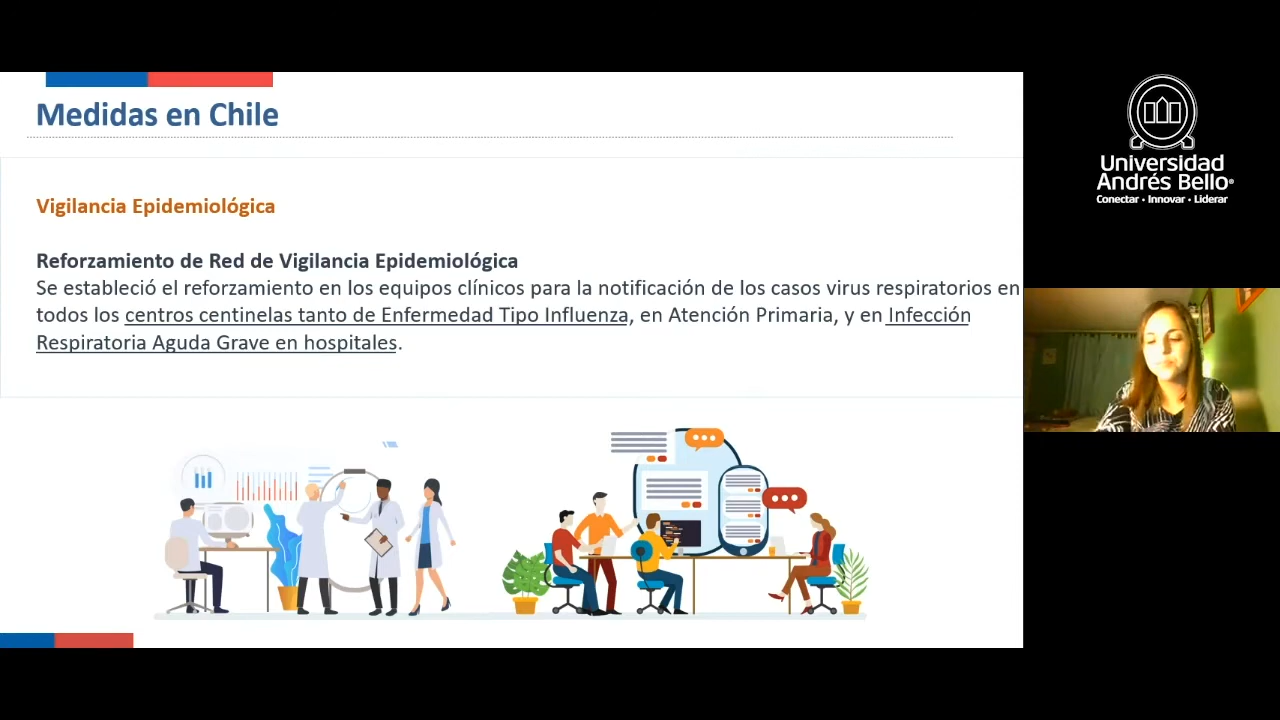 Medidas en Chile
Vigilancia Epidemiológica
Reforzamiento de Red de Vigilancia Epidemiológica
Se estableció el reforzamiento en los equipos clínicos para la notificación de los casos virus respiratorios en
todos los centros centinelas tanto de Enfermedad Tipo Influenza, en Atención Primaria, y en Infección
Respiratoria Aguda Grave en hospitales.
Universidad
Andrés Bello®
Conectar • Innovar • Liderar